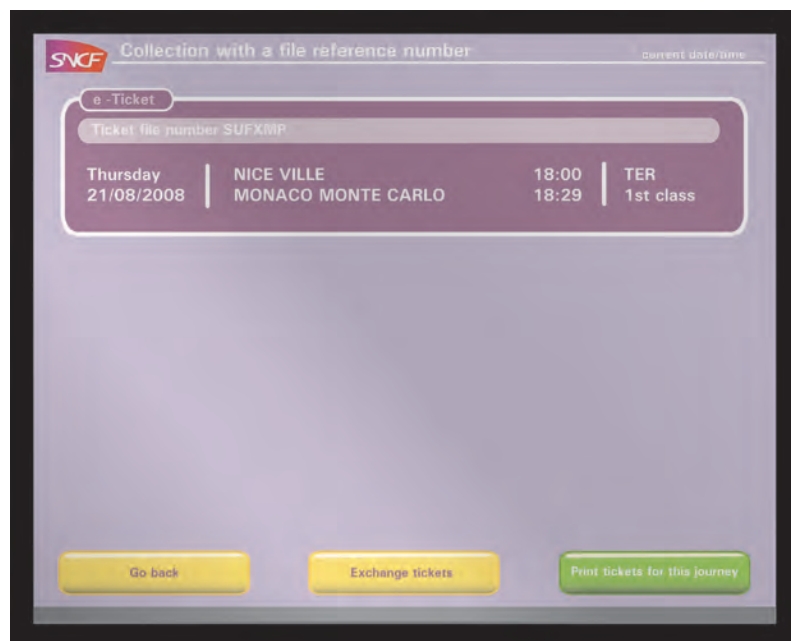 SNCF
Collection with a file reference number
current date/time
e -Ticket
Ticket file number SUFXMP
Thursday NICE VILLE 18:00 TER
21/08/2008 MONACO MONTE CARLO 18:29 1st class
Go back Exchange tickets Print tickets for this journey